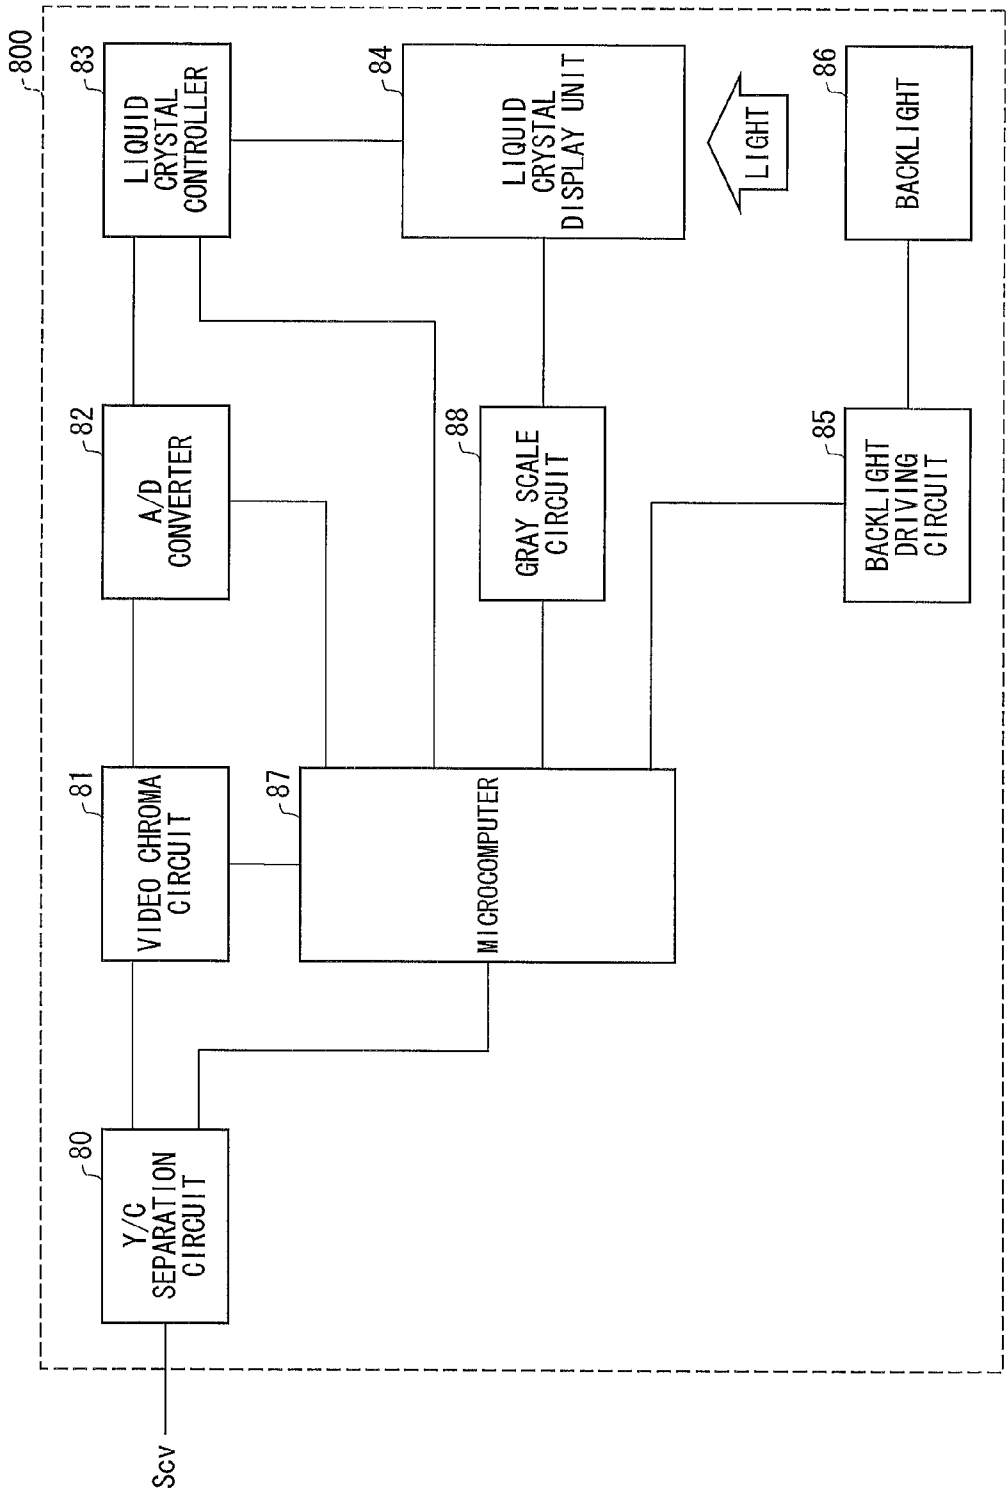 800
80
Y/C
SEPARATION
CIRCUIT
81
VIDEO CHROMA
CIRCUIT
82
A/D
CONVERTER
83
LIQUID
CRYSTAL
CONTROLLER
Scv
87
MICROCOMPUTER
88
GRAY SCALE
CIRCUIT
84
LIQUID
CRYSTAL
DISPLAY UNIT
LIGHT
85
BACKLIGHT
DRIVING
CIRCUIT
86
BACKLIGHT